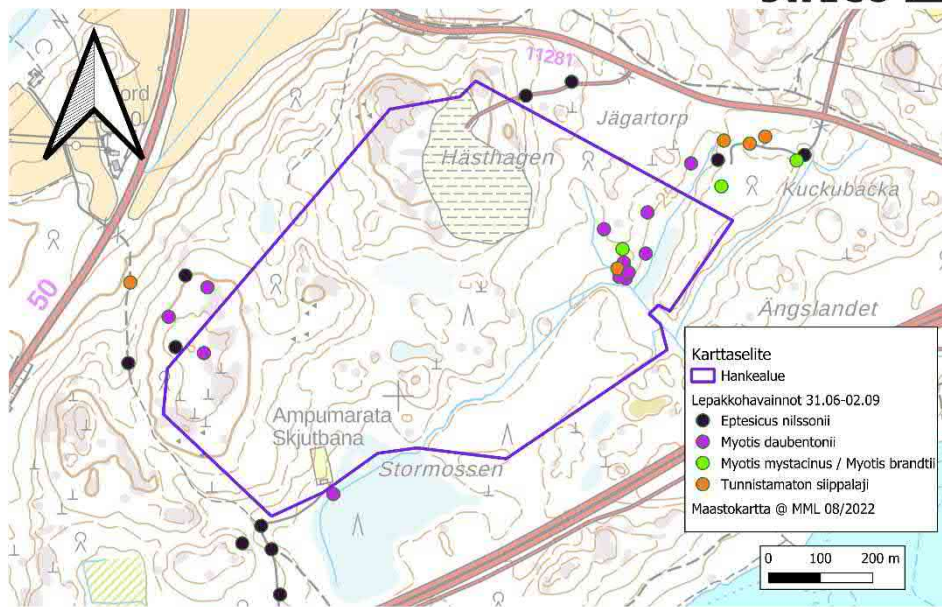 11281
ord
Jägartorp
Hästhagen
Kuckubacka
50
Ängslandet
Karttaselite
Hankealue
Lepakkohavainnot 31.06-02.09
Eptesicus nilssonii
Myotis daubentonii
Myotis mystacinus / Myotis brandtii
Tunnistamaton siippalaji
Maastokartta @ MML 08/2022
Ampumarata
Skjutbana
Stormossen
0 100 200 m